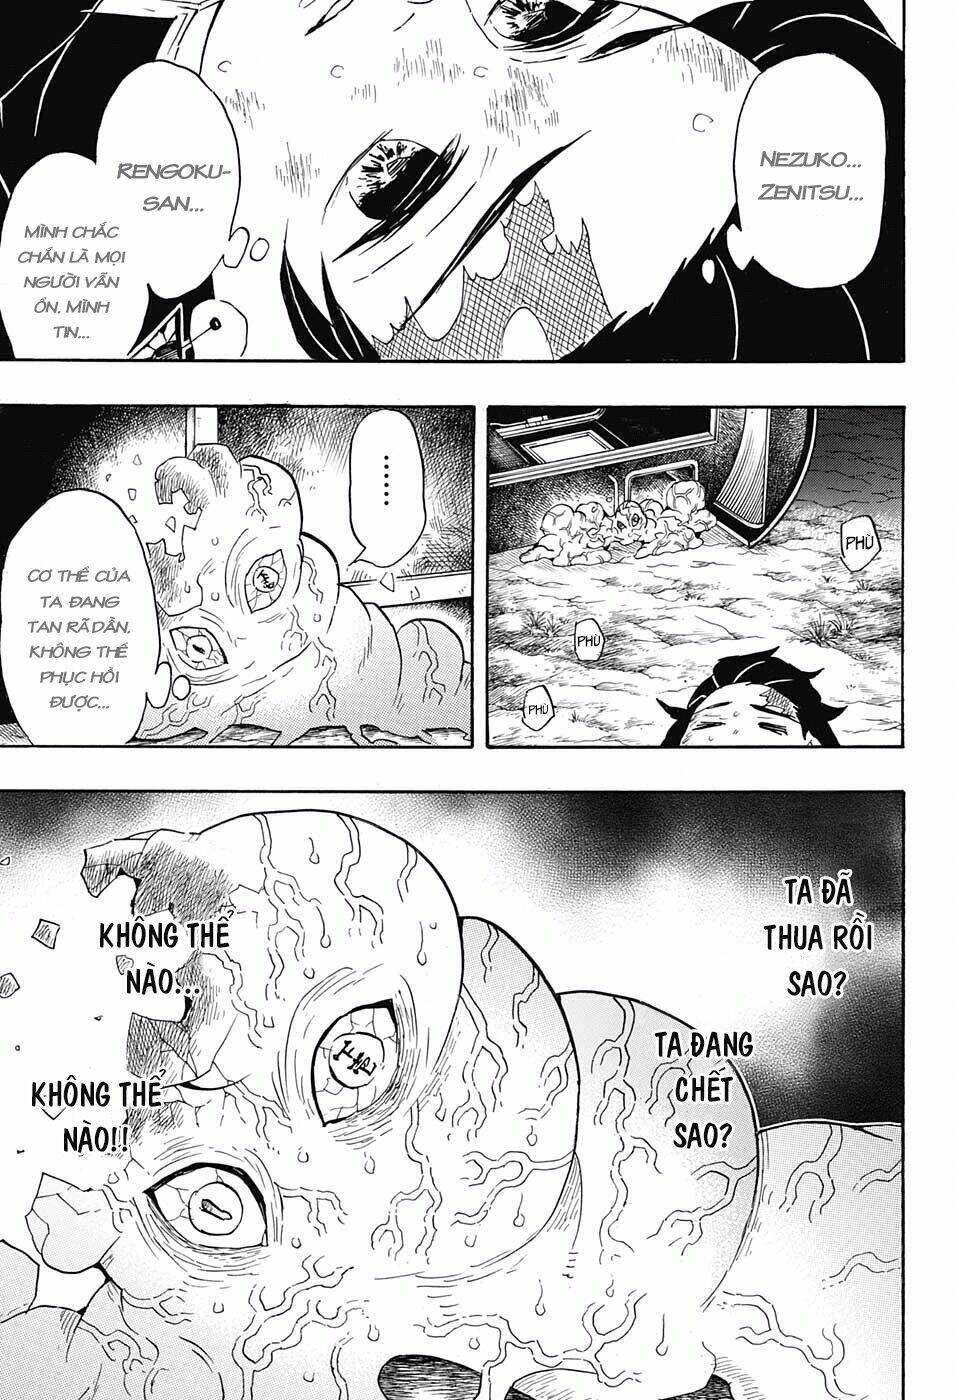 NEZUKO...
ZENITSU...
RENGOKU-
SAN...
MÌNH CHẮC
CHẮN LÀ MỌI
NGƯỜI VẪN
ỔN. MÌNH
TIN...
PHÙ
PHÙ
PHÙ
......
CƠ THỂ CỦA
TA ĐANG
TAN RÃ DẦN.
KHÔNG THỂ
PHỤC HỒI
ĐƯỢC...
TA ĐÃ
THUA RỒI
SAO?
TA ĐANG
CHẾT
SAO?
KHÔNG THỂ
NÀO...
KHÔNG THỂ
NÀO!!